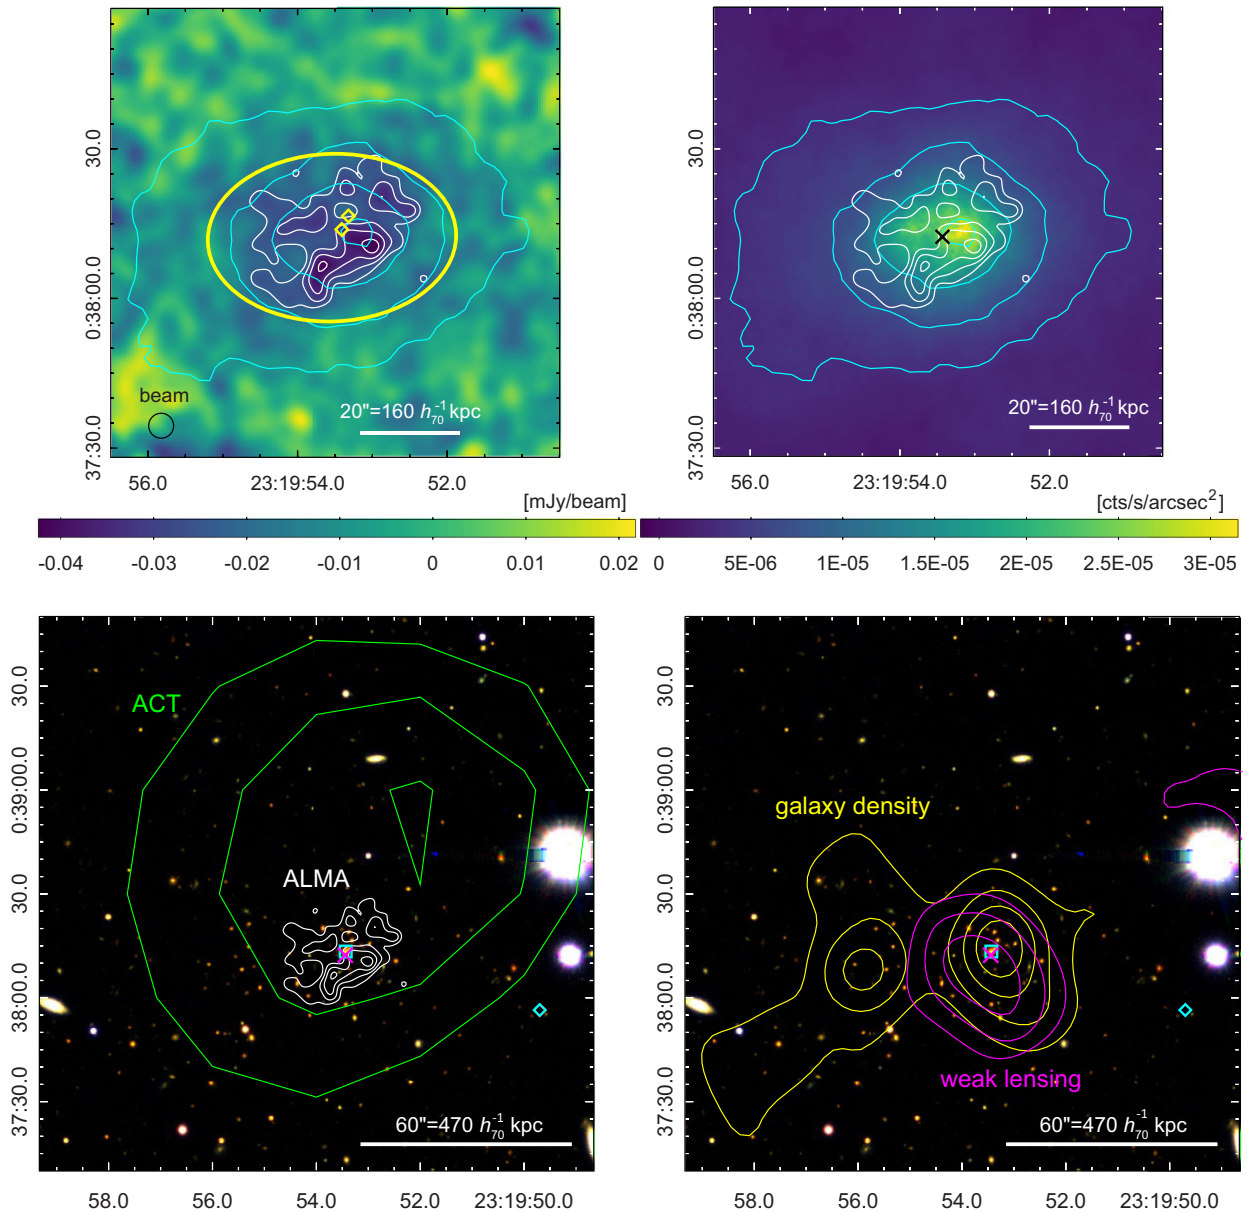 30.0
0:38:00.0
37:30.0
beam
20"=160 h₇₀⁻¹ kpc
56.0
23:19:54.0
52.0
30.0
0:38:00.0
37:30.0
20"=160 h₇₀⁻¹ kpc
56.0
23:19:54.0
52.0
[mJy/beam]
-0.04 -0.03 -0.02 -0.01 0 0.01 0.02
[cts/s/arcsec²]
0 5E-06 1E-05 1.5E-05 2E-05 2.5E-05 3E-05
30.0
0:39:00.0
30.0
38:00.0
37:30.0
ACT
ALMA
60"=470 h₇₀⁻¹ kpc
58.0 56.0 54.0 52.0 23:19:50.0
30.0
0:39:00.0
30.0
38:00.0
37:30.0
galaxy density
weak lensing
60"=470 h₇₀⁻¹ kpc
58.0 56.0 54.0 52.0 23:19:50.0